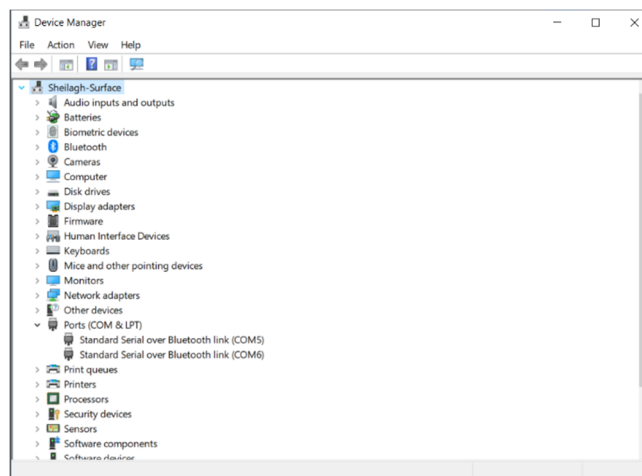 Device Manager
File Action View Help
Sheilagh-Surface
Audio inputs and outputs
Batteries
Biometric devices
Bluetooth
Cameras
Computer
Disk drives
Display adapters
Firmware
Human Interface Devices
Keyboards
Mice and other pointing devices
Monitors
Network adapters
Other devices
Ports (COM & LPT)
Standard Serial over Bluetooth link (COM5)
Standard Serial over Bluetooth link (COM6)
Print queues
Printers
Processors
Security devices
Sensors
Software components
Software devices